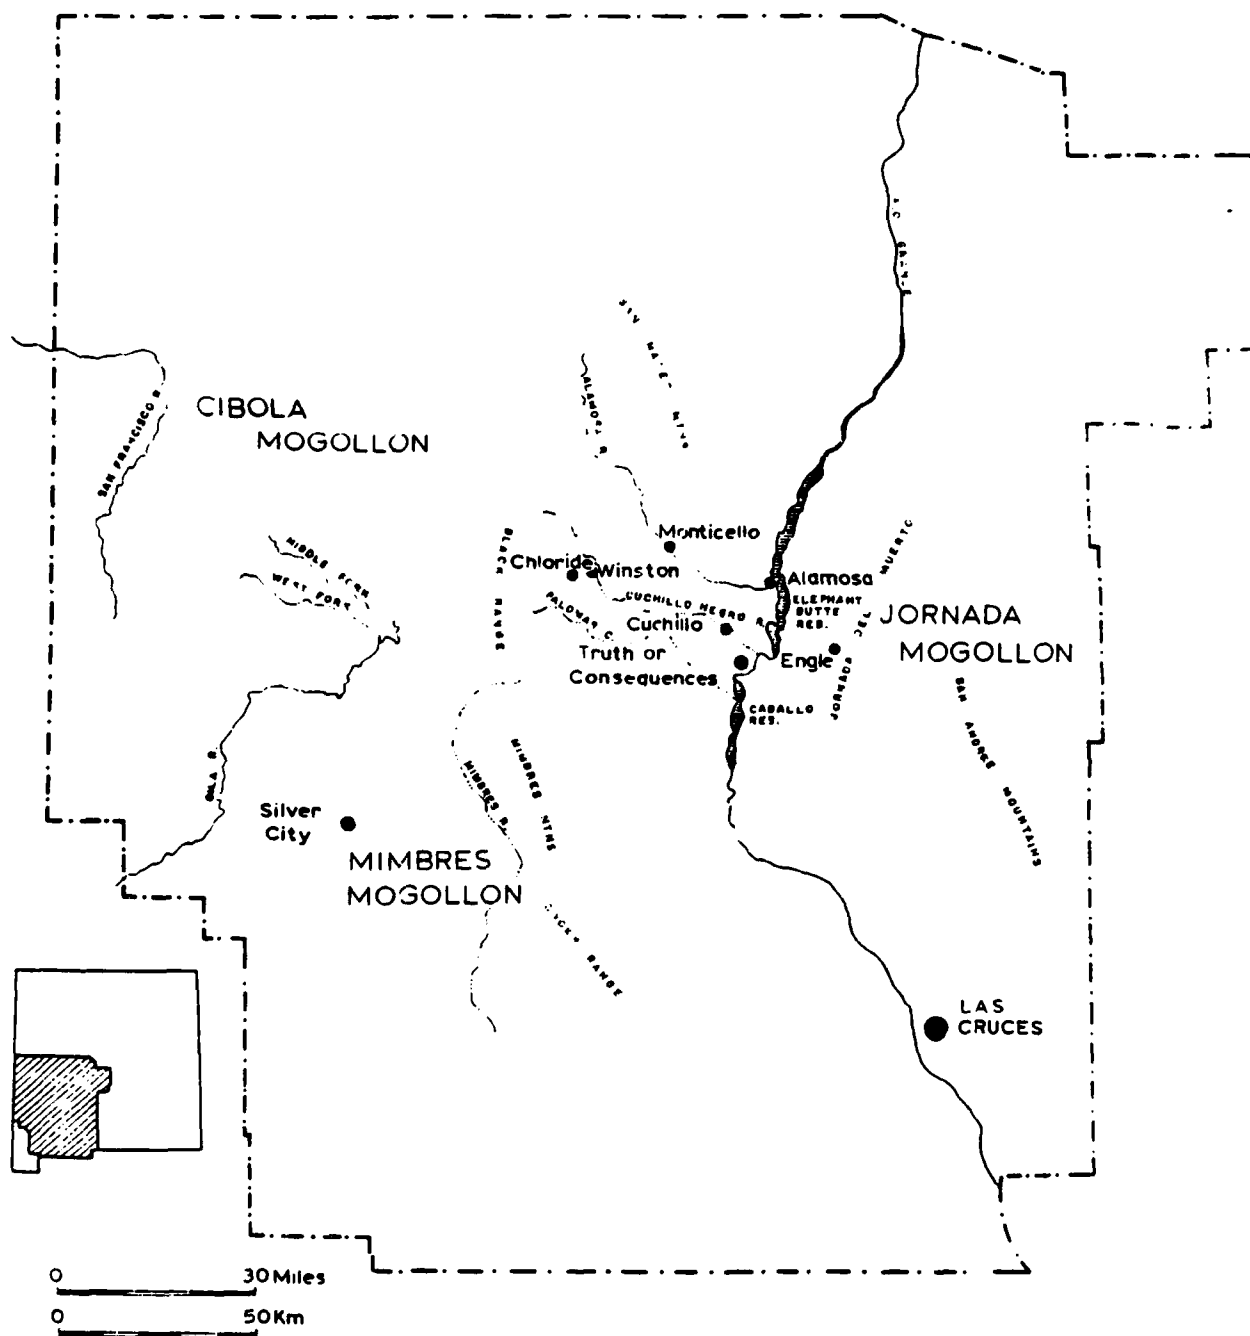 CIBOLA
MOGOLLON
SAN FRANCISCO R.
ALAMOSA R.
MIDDLE FORK
WEST FORK
BLACK RANGE
Monticello
Chloride
Winston
Alamosa
ELEPHANT
BUTTE
RES.
CUCHILLO NEGRO R.
PALOMAS C.
Cuchillo
Truth or
Consequences
Engle
JORNADA DEL MUERTO
JORNADA
MOGOLLON
CABALLO
RES.
SAN ANDRES MOUNTAINS
GILA R.
MIMBRES R.
MIMBRES MTNS
Silver
City
MIMBRES
MOGOLLON
RANGE
LAS
CRUCES
0 30 Miles
0 50 Km